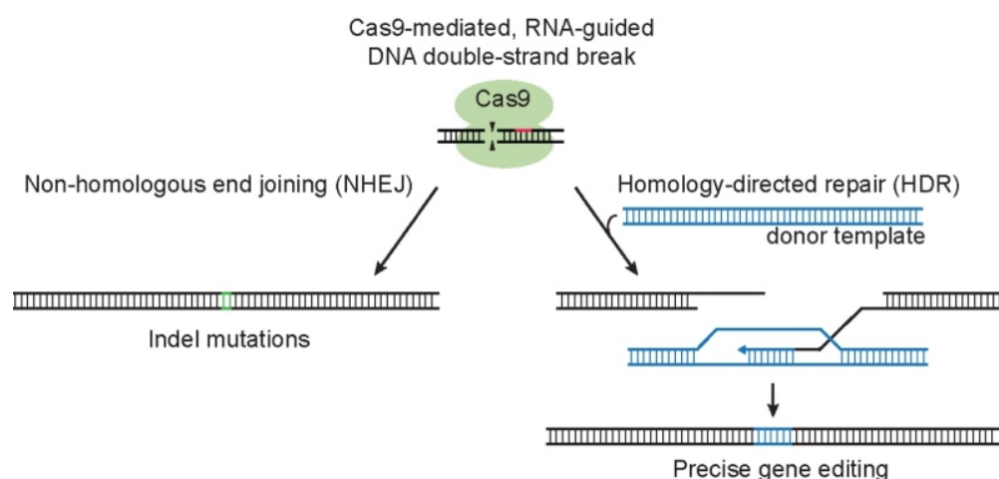 Cas9-mediated, RNA-guided
DNA double-strand break
Cas9
Non-homologous end joining (NHEJ)
Homology-directed repair (HDR)
donor template
Indel mutations
Precise gene editing